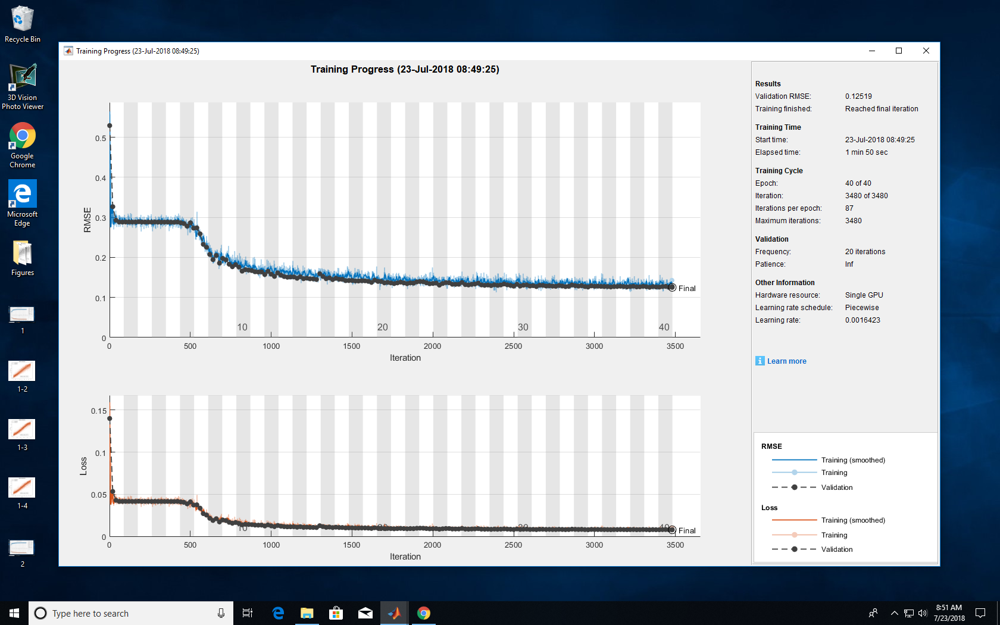 Recycle Bin
3D Vision
Photo Viewer
Google
Chrome
Microsoft
Edge
Figures
1
1-2
1-3
1-4
2
Training Progress (23-Jul-2018 08:49:25)
Training Progress (23-Jul-2018 08:49:25)
RMSE
0.5
0.4
0.3
0.2
0.1
0
10
20
30
40
Final
0
500
1000
1500
2000
2500
3000
3500
Iteration
Loss
0.15
0.1
0.05
0
10
20
30
40
Final
0
500
1000
1500
2000
2500
3000
3500
Iteration
Results
Validation RMSE: 0.12519
Training finished: Reached final iteration
Training Time
Start time: 23-Jul-2018 08:49:25
Elapsed time: 1 min 50 sec
Training Cycle
Epoch: 40 of 40
Iteration: 3480 of 3480
Iterations per epoch: 87
Maximum iterations: 3480
Validation
Frequency: 20 iterations
Patience: Inf
Other Information
Hardware resource: Single GPU
Learning rate schedule: Piecewise
Learning rate: 0.0016423
Learn more
RMSE
Training (smoothed)
Training
Validation
Loss
Training (smoothed)
Training
Validation
Type here to search
8:51 AM
7/23/2018